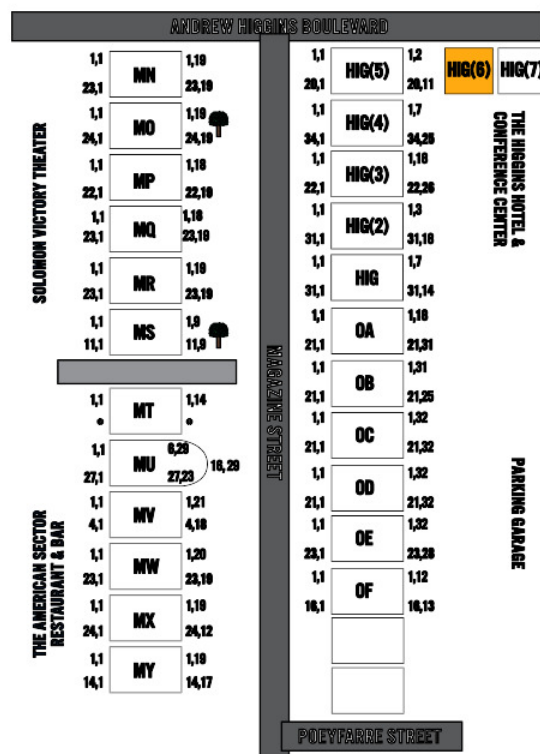 ANDREW HIGGINS BOULEVARD
1,1 MN 1,19
23,1 23,19
1,1 MO 1,19
24,1 24,19
1,1 MP 1,18
22,1 22,19
1,1 MQ 1,18
23,1 23,19
1,1 MR 1,19
23,1 23,19
1,1 MS 1,9
11,1 11,9
SOLOMON VICTORY THEATER
1,1 MT 1,14
1,1 MU 6,29
27,1 27,23
16,29
1,1 MV 1,21
4,1 4,18
1,1 MW 1,20
23,1 23,19
1,1 MX 1,19
24,1 24,12
1,1 MY 1,19
14,1 14,17
THE AMERICAN SECTOR
RESTAURANT & BAR
MAGAZINE STREET
1,1 HIG(5) 1,2
20,1 20,11
HIG(6) HIG(7)
1,1 HIG(4) 1,7
34,1 34,25
1,1 HIG(3) 1,16
22,1 22,26
1,1 HIG(2) 1,3
31,1 31,16
1,1 HIG 1,7
31,1 31,14
1,1 OA 1,18
21,1 21,31
1,1 OB 1,31
21,1 21,25
1,1 OC 1,32
21,1 21,32
1,1 OD 1,32
21,1 21,32
1,1 OE 1,32
23,1 23,28
1,1 OF 1,12
16,1 16,13
THE HIGGINS HOTEL &
CONFERENCE CENTER
PARKING GARAGE
POEYFARRE STREET